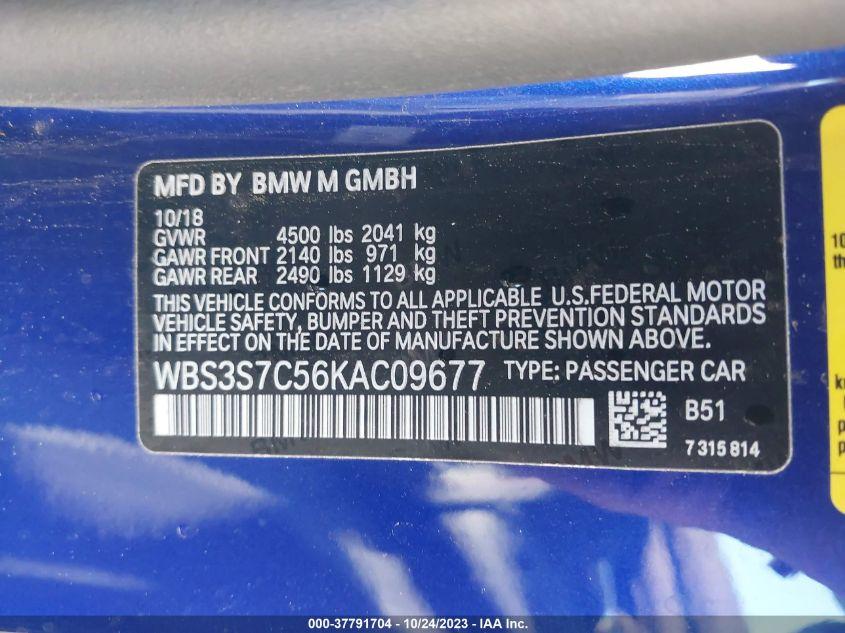 MFD BY BMW M GMBH
10/18
GVWR 4500 lbs 2041 kg
GAWR FRONT 2140 lbs 971 kg
GAWR REAR 2490 lbs 1129 kg
THIS VEHICLE CONFORMS TO ALL APPLICABLE U.S.FEDERAL MOTOR
VEHICLE SAFETY, BUMPER AND THEFT PREVENTION STANDARDS
IN EFFECT ON THE DATE OF MANUFACTURE SHOWN ABOVE.
WBS3S7C56KAC09677 TYPE: PASSENGER CAR
B51
7 315 814
000-37791704 - 10/24/2023 - IAA Inc.